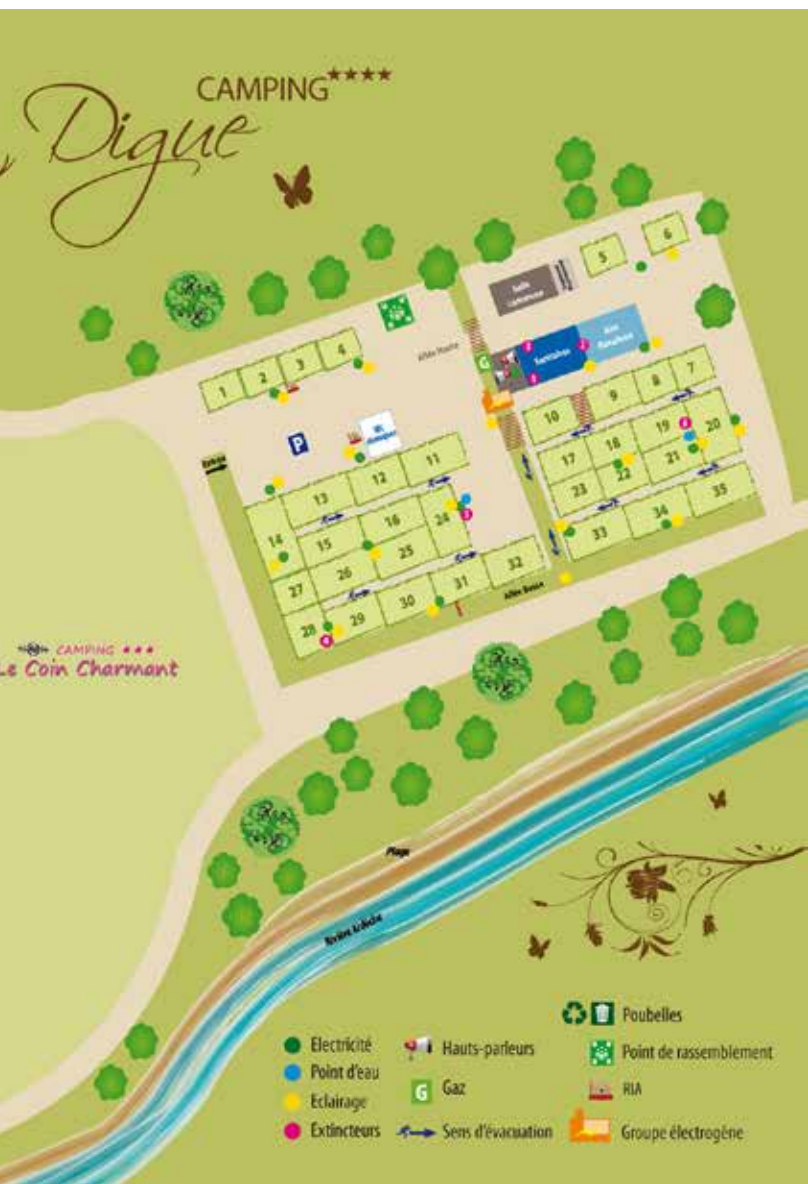 CAMPING****
Digue
6
5
Salle
Allée Haute
4
3
2
1
G
Sanitaires
P
Entrée
7
8
9
10
11
12
13
14
15
16
17
18
19
20
21
22
23
24
25
26
27
28
29
30
31
32
33
34
35
Allée Basse
CAMPING ***
Le Coin Charmant
Plage
Rivière Ardèche
Electricité
Point d'eau
Eclairage
Extincteurs
Hauts-parleurs
G Gaz
Sens d'évacuation
Poubelles
Point de rassemblement
RIA
Groupe électrogène